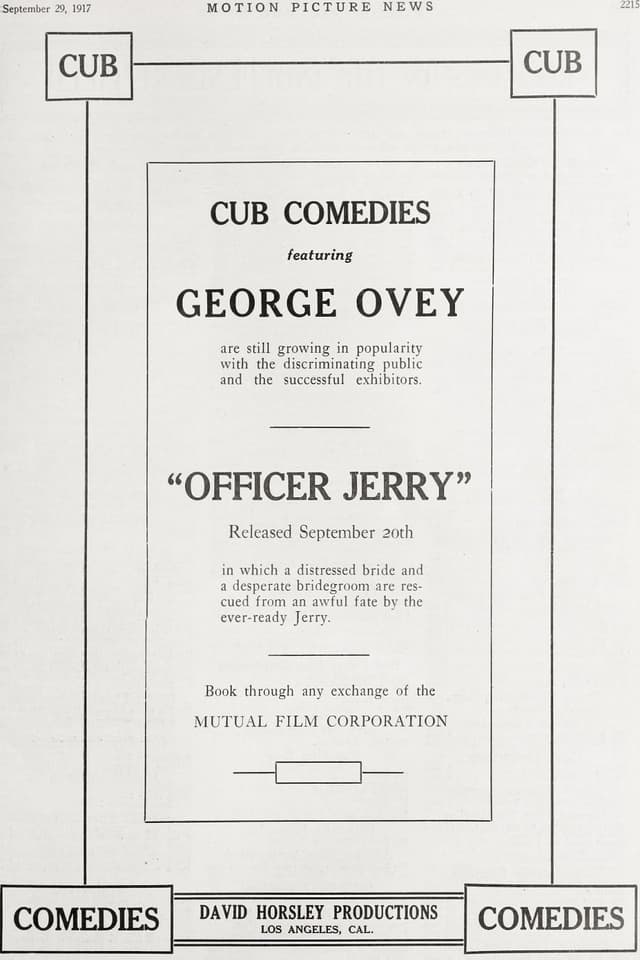 September 29, 1917
MOTION PICTURE NEWS
2215
CUB
CUB
CUB COMEDIES
featuring
GEORGE OVEY
are still growing in popularity
with the discriminating public
and the successful exhibitors.
“OFFICER JERRY”
Released September 20th
in which a distressed bride and
a desperate bridegroom are res-
cued from an awful fate by the
ever-ready Jerry.
Book through any exchange of the
MUTUAL FILM CORPORATION
COMEDIES
DAVID HORSLEY PRODUCTIONS
LOS ANGELES, CAL.
COMEDIES